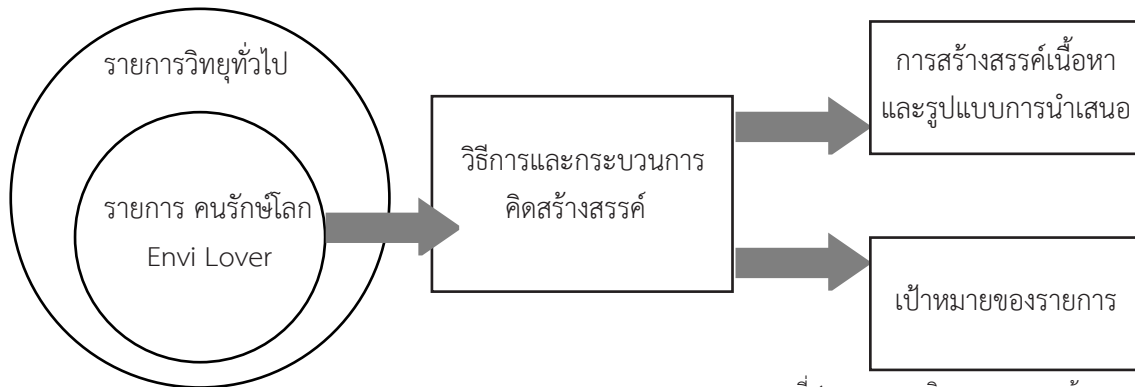 รายการวิทยุทั่วไป
รายการ คนรักษ์โลก
Envi Lover
วิธีการและกระบวนการ
คิดสร้างสรรค์
การสร้างสรรค์เนื้อหา
และรูปแบบการนำเสนอ
เป้าหมายของรายการ